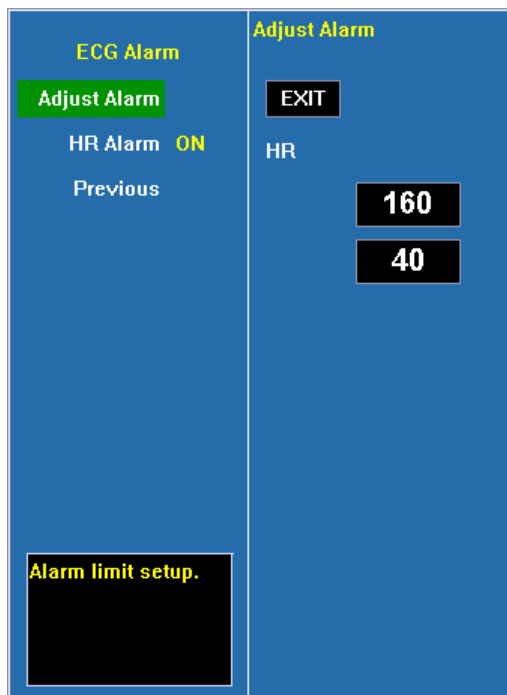 ECG Alarm
Adjust Alarm
HR Alarm ON
Previous
Alarm limit setup.
Adjust Alarm
EXIT
HR
160
40